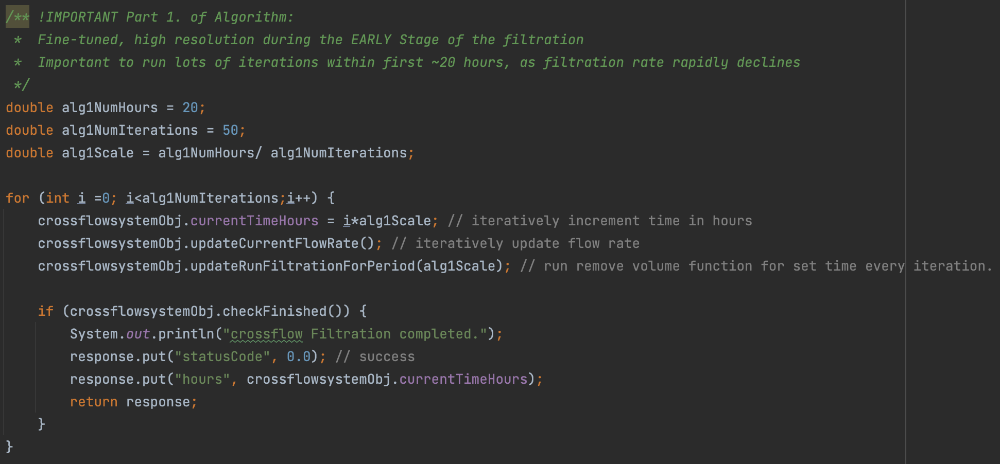 /** !IMPORTANT Part 1. of Algorithm:
 *  Fine-tuned, high resolution during the EARLY Stage of the filtration
 *  Important to run lots of iterations within first ~20 hours, as filtration rate rapidly declines
 */
double alg1NumHours = 20;
double alg1NumIterations = 50;
double alg1Scale = alg1NumHours/ alg1NumIterations;

for (int i =0; i<alg1NumIterations;i++) {
    crossflowsystemObj.currentTimeHours = i*alg1Scale; // iteratively increment time in hours
    crossflowsystemObj.updateCurrentFlowRate(); // iteratively update flow rate
    crossflowsystemObj.updateRunFiltrationForPeriod(alg1Scale); // run remove volume function for set time every iteration.

    if (crossflowsystemObj.checkFinished()) {
        System.out.println("crossflow Filtration completed.");
        response.put("statusCode", 0.0); // success
        response.put("hours", crossflowsystemObj.currentTimeHours);
        return response;
    }
}